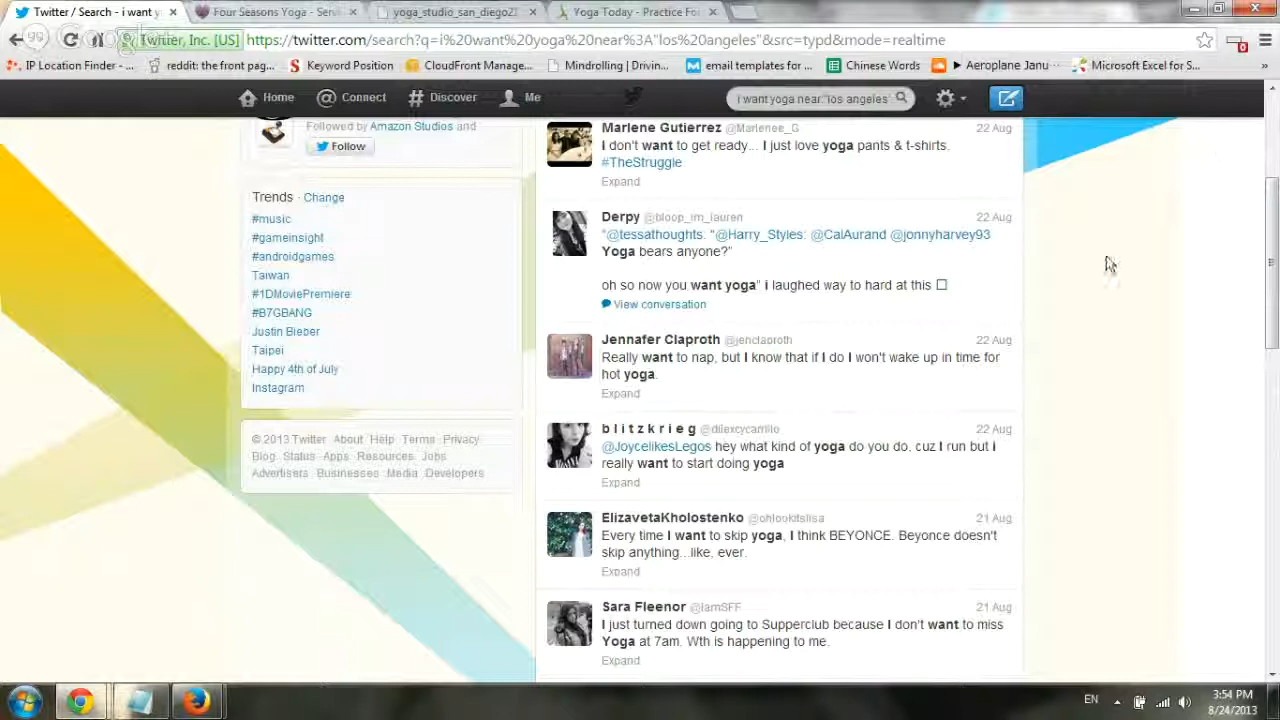 Twitter / Search - i want y
Four Seasons Yoga - Serv
yoga_studio_san_diego2
Yoga Today - Practice Fo
Twitter, Inc. [US] https://twitter.com/search?q=i%20want%20yoga%20near%3A"los%20angeles"&src=typd&mode=realtime
IP Location Finder - ...
reddit: the front pag...
Keyword Position
CloudFront Manage...
Mindrolling | Drivin...
email templates for ...
Chinese Words
Aeroplane Janu...
Microsoft Excel for S...
Home
Connect
Discover
Me
i want yoga near:"los angeles"
Followed by Amazon Studios and
Follow
Trends · Change
#music
#gameinsight
#androidgames
Taiwan
#1DMoviePremiere
#B7GBANG
Justin Bieber
Taipei
Happy 4th of July
Instagram
© 2013 Twitter About Help Terms Privacy
Blog Status Apps Resources Jobs
Advertisers Businesses Media Developers
Marlene Gutierrez @Marlenee_G 22 Aug
I don't want to get ready... I just love yoga pants & t-shirts.
#TheStruggle
Expand
Derpy @bloop_im_lauren 22 Aug
"@tessathoughts: "@Harry_Styles: @CalAurand @jonnyharvey93
Yoga bears anyone?"
oh so now you want yoga" i laughed way to hard at this
View conversation
Jennafer Claproth @jenclaproth 22 Aug
Really want to nap, but I know that if I do I won't wake up in time for
hot yoga.
Expand
b l i t z k r i e g 22 Aug
@JoycelikesLegos hey what kind of yoga do you do, cuz I run but i
really want to start doing yoga
Expand
ElizavetaKholostenko @ohlookitsliisa 21 Aug
Every time I want to skip yoga, I think BEYONCE. Beyonce doesn't
skip anything...like, ever.
Expand
Sara Fleenor @IamSFF 21 Aug
I just turned down going to Supperclub because I don't want to miss
Yoga at 7am. Wth is happening to me.
Expand
EN
3:54 PM
8/24/2013